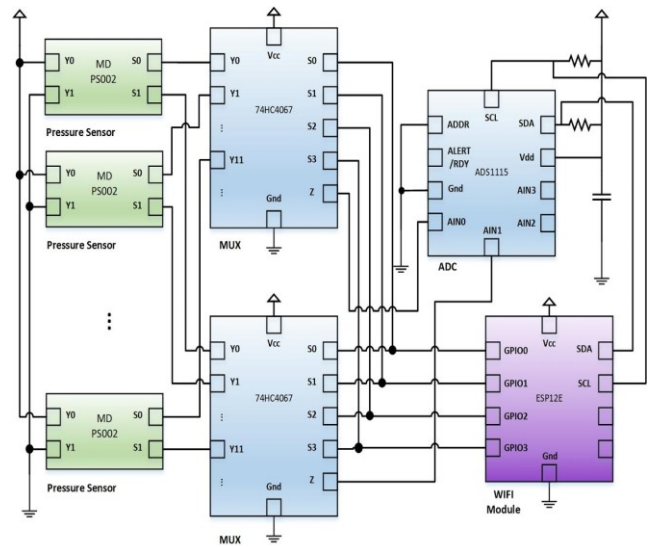 MD
PS002
Y0
S0
Y1
S1
Pressure Sensor
MD
PS002
Y0
S0
Y1
S1
Pressure Sensor
⋮
MD
PS002
Y0
S0
Y1
S1
Pressure Sensor
Vcc
74HC4067
Y0
S0
Y1
S1
⋮
S2
Y11
S3
⋮
Gnd
Z
MUX
Vcc
74HC4067
Y0
S0
Y1
S1
⋮
S2
Y11
S3
⋮
Gnd
Z
MUX
SCL
ADDR
SDA
ALERT
/RDY
ADS1115
Vdd
Gnd
AIN3
AIN0
AIN1
AIN2
ADC
Vcc
GPIO0
SDA
GPIO1
ESP12E
SCL
GPIO2
GPIO3
Gnd
WIFI
Module